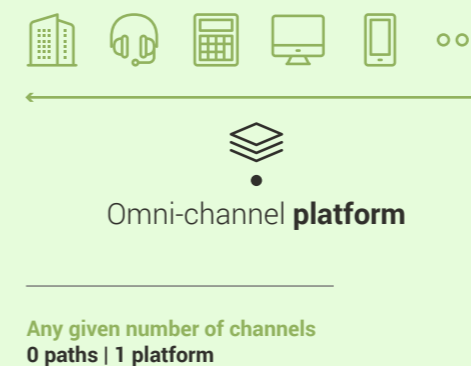 Omni-channel platform
Any given number of channels
0 paths | 1 platform